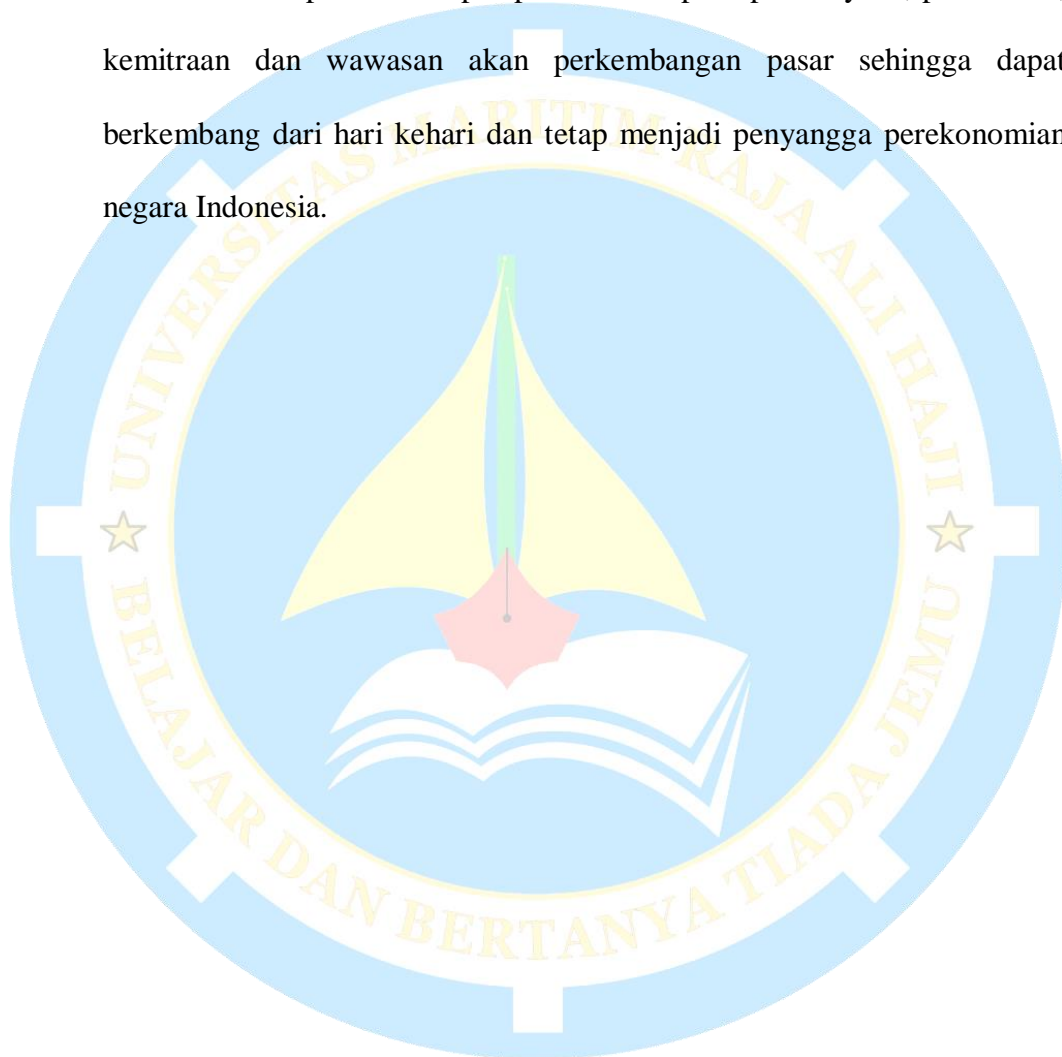 kemitraan dan wawasan akan perkembangan pasar sehingga dapat
berkembang dari hari kehari dan tetap menjadi penyangga perekonomian
negara Indonesia.
UNIVERSITAS MARITIM RAJA ALI HAJI
BELAJAR DAN BERTANYA TIADA JEMU